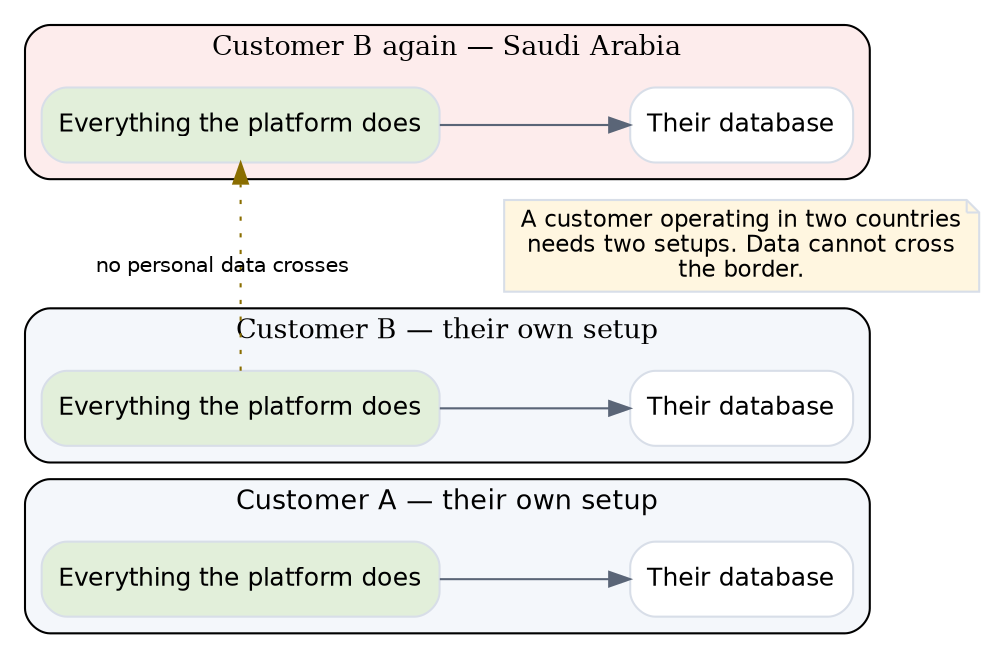 Customer B again — Saudi Arabia
Everything the platform does
Their database
A customer operating in two countries
needs two setups. Data cannot cross
the border.
no personal data crosses
Customer B — their own setup
Everything the platform does
Their database
Customer A — their own setup
Everything the platform does
Their database